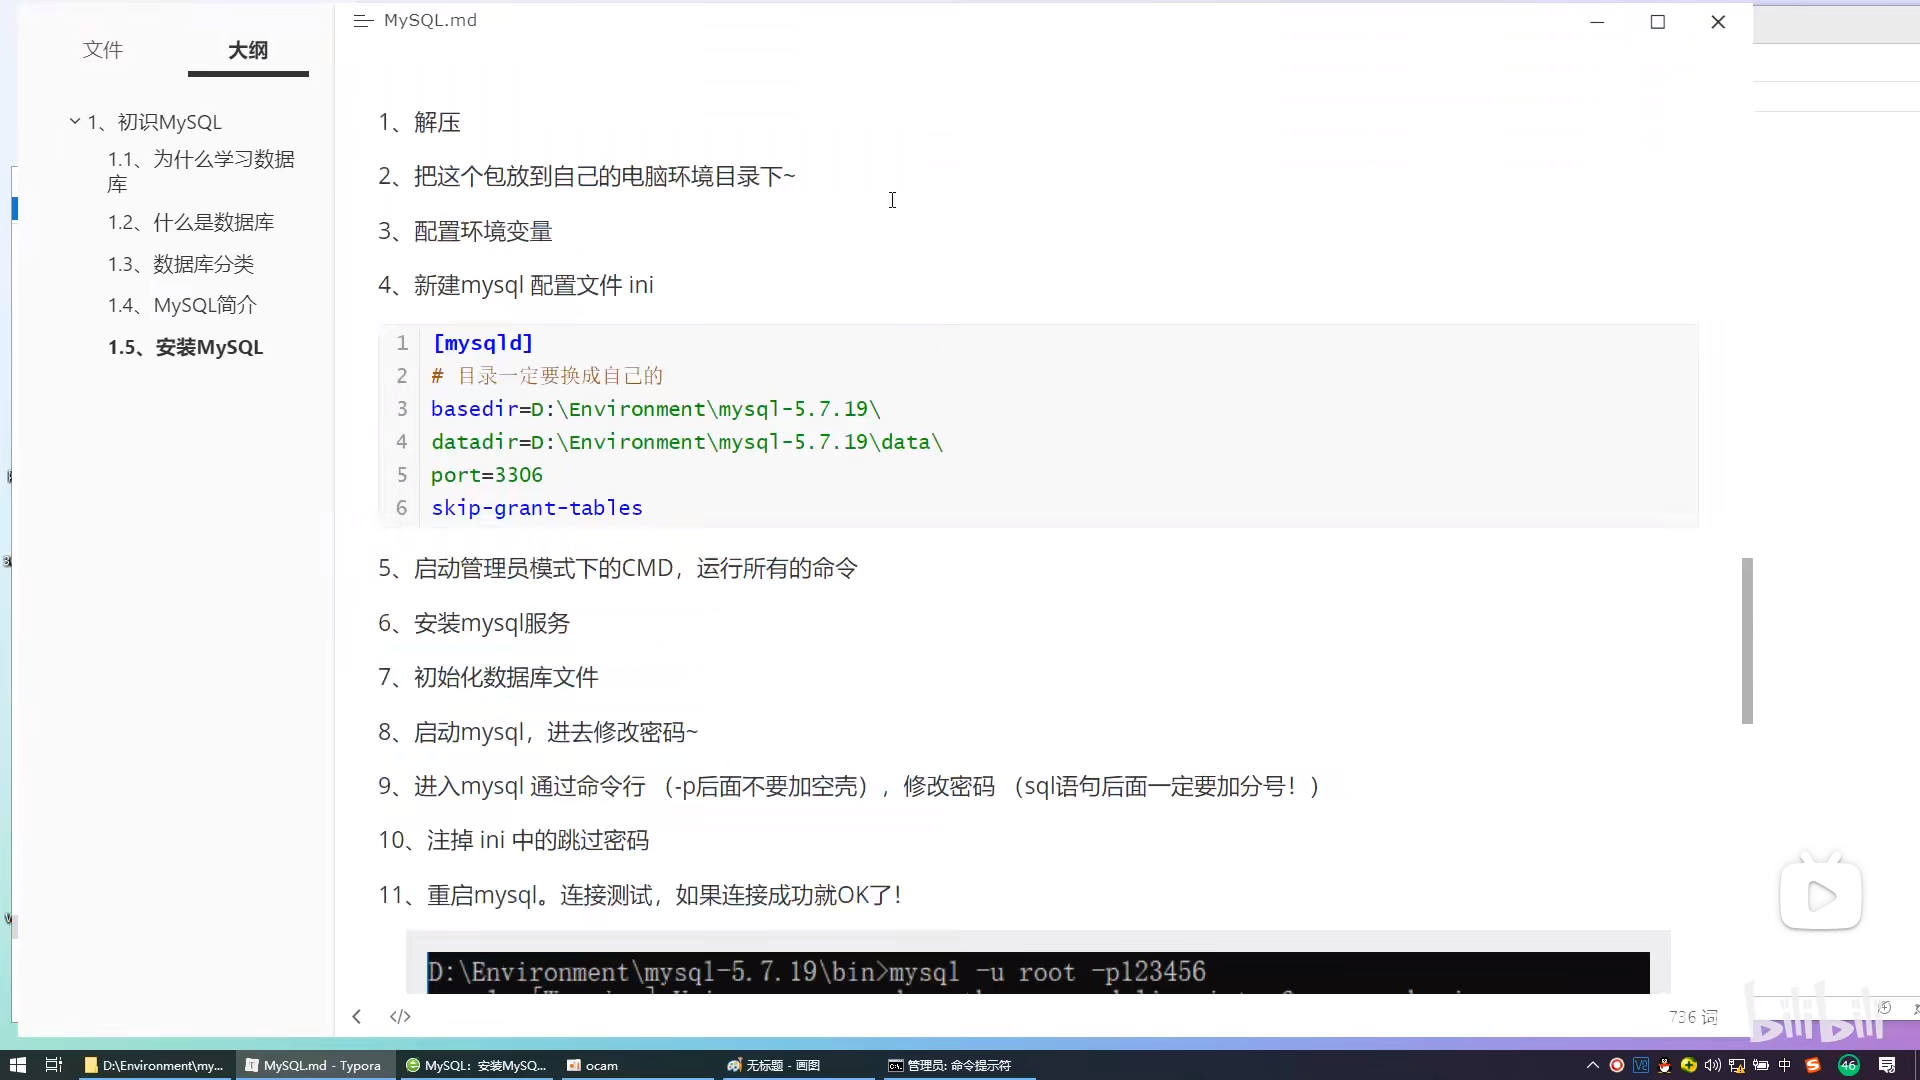 MySQL.md
文件
大纲
1、初识MySQL
1.1、为什么学习数据
库
1.2、什么是数据库
1.3、数据库分类
1.4、MySQL简介
1.5、安装MySQL
1、解压
2、把这个包放到自己的电脑环境目录下~
3、配置环境变量
4、新建mysql 配置文件 ini
1 [mysqld]
2 # 目录一定要换成自己的
3 basedir=D:\Environment\mysql-5.7.19\
4 datadir=D:\Environment\mysql-5.7.19\data\
5 port=3306
6 skip-grant-tables
5、启动管理员模式下的CMD，运行所有的命令
6、安装mysql服务
7、初始化数据库文件
8、启动mysql，进去修改密码~
9、进入mysql 通过命令行 （-p后面不要加空壳），修改密码 （sql语句后面一定要加分号！）
10、注掉 ini 中的跳过密码
11、重启mysql。连接测试，如果连接成功就OK了！
D:\Environment\mysql-5.7.19\bin>mysql -u root -p123456
</>
736 词
bilibili
D:\Environment\my...
MySQL.md - Typora
MySQL：安装MySQ...
ocam
无标题 - 画图
管理员: 命令提示符
中
46